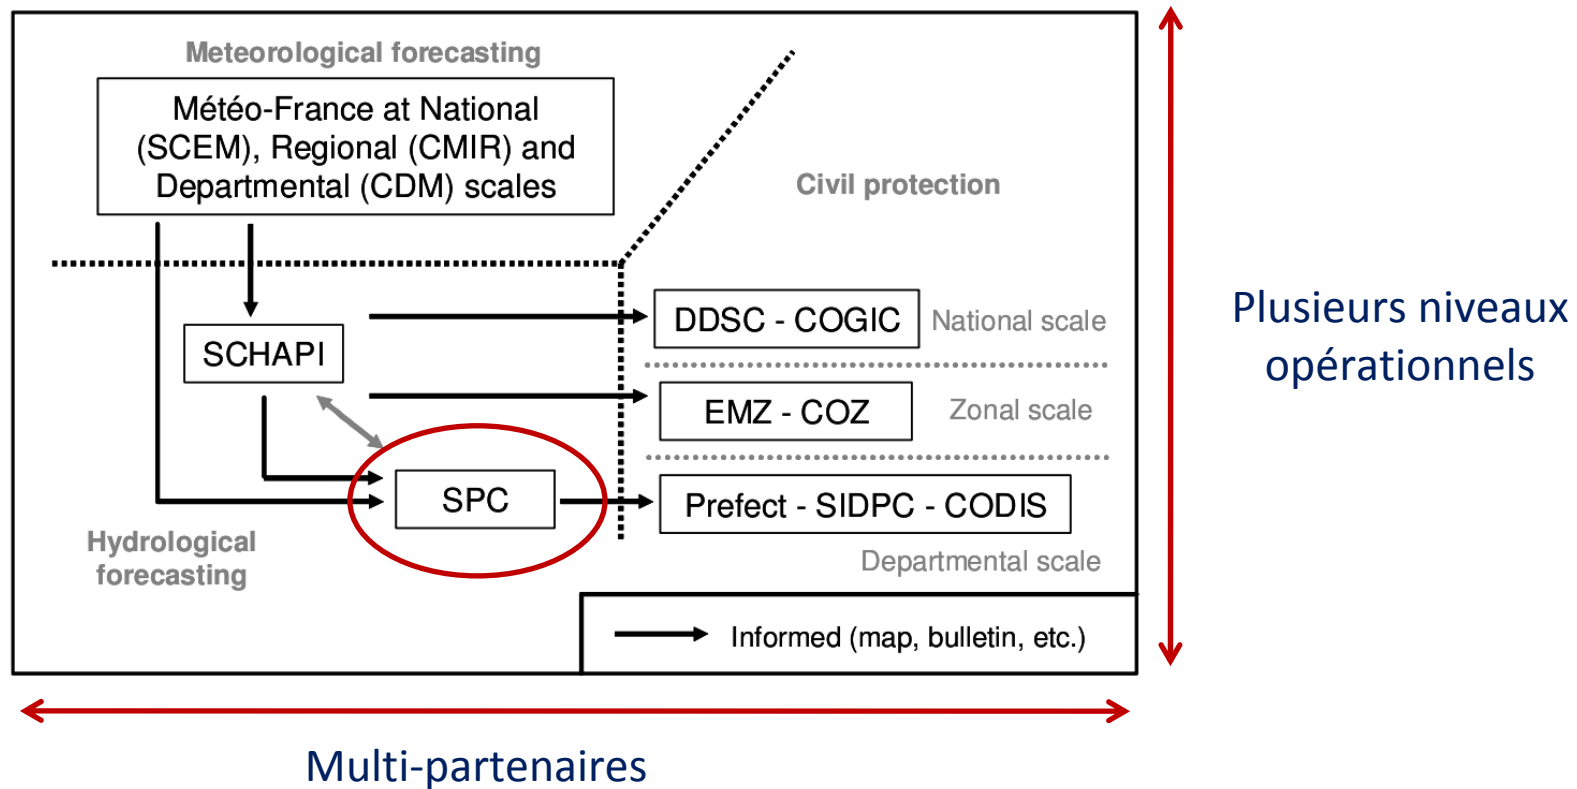 Meteorological forecasting
Météo-France at National
(SCEM), Regional (CMIR) and
Departmental (CDM) scales
Civil protection
SCHAPI
DDSC - COGIC
National scale
EMZ - COZ
Zonal scale
SPC
Prefect - SIDPC - CODIS
Departmental scale
Hydrological
forecasting
Informed (map, bulletin, etc.)
Plusieurs niveaux
opérationnels
Multi-partenaires